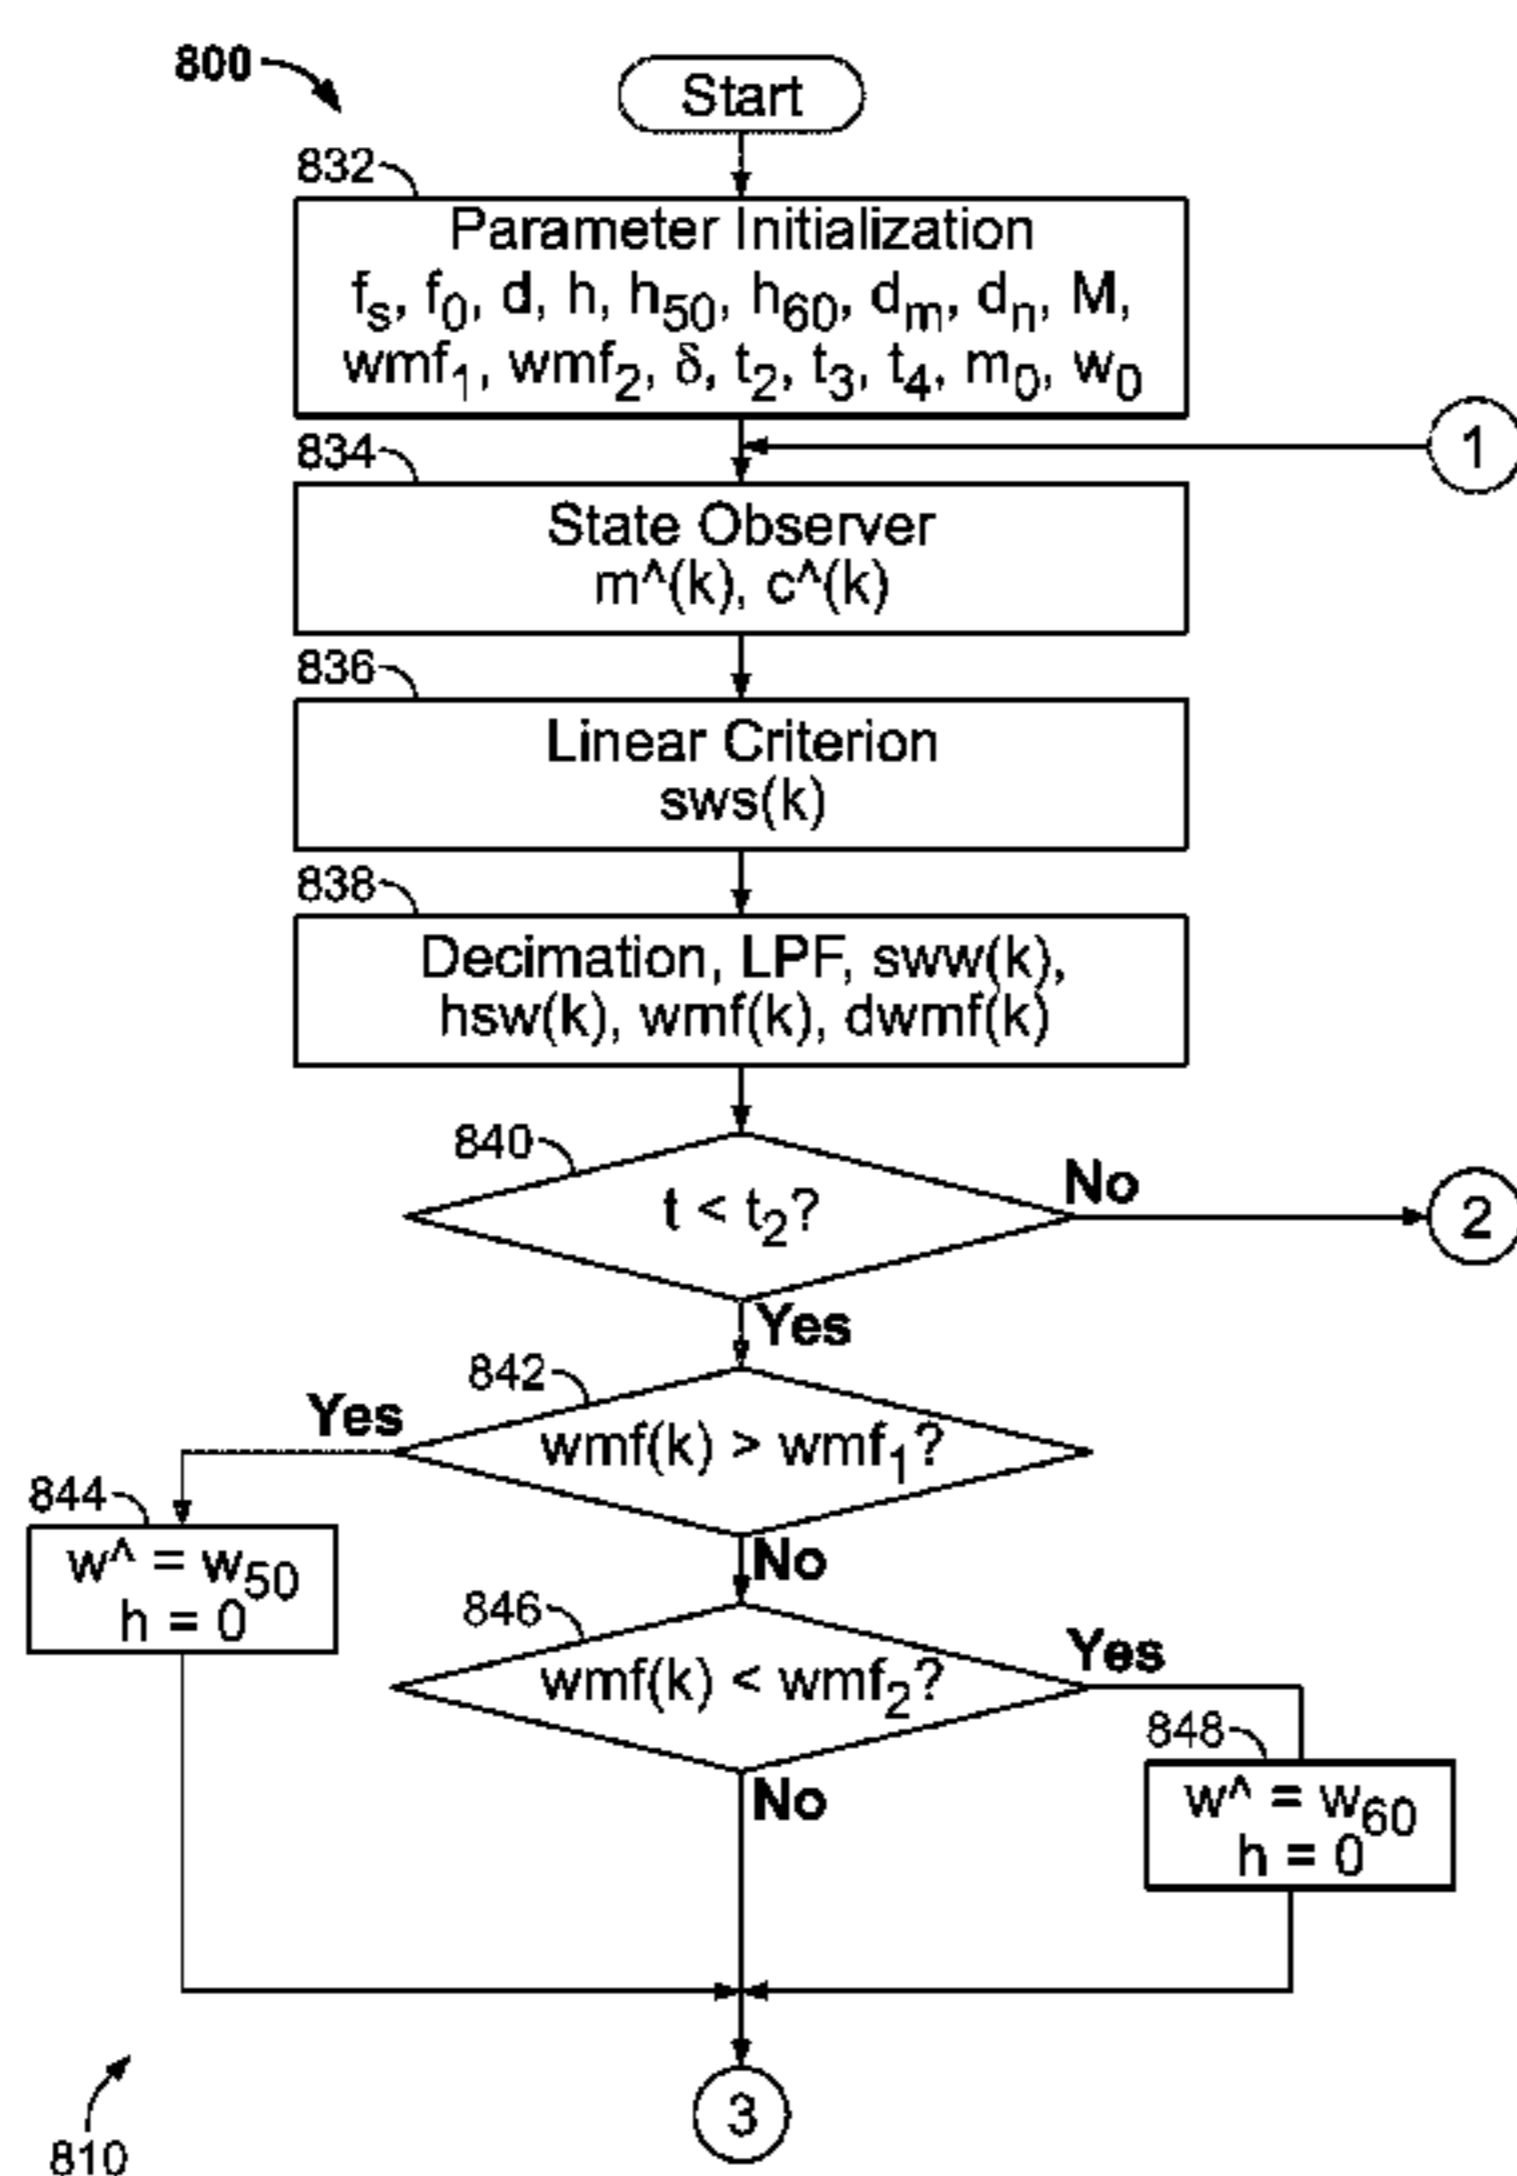 800
Start
832
Parameter Initialization
fₛ, f₀, d, h, h₅₀, h₆₀, dₘ, dₙ, M,
wmf₁, wmf₂, δ, t₂, t₃, t₄, m₀, w₀
1
834
State Observer
m^(k), c^(k)
836
Linear Criterion
sws(k)
838
Decimation, LPF, sww(k),
hsw(k), wmf(k), dwmf(k)
840
t < t₂?
No
2
Yes
842
wmf(k) > wmf₁?
Yes
844
w^ = w₅₀
h = 0
No
846
wmf(k) < wmf₂?
Yes
848
w^ = w₆₀
h = 0
No
3
810